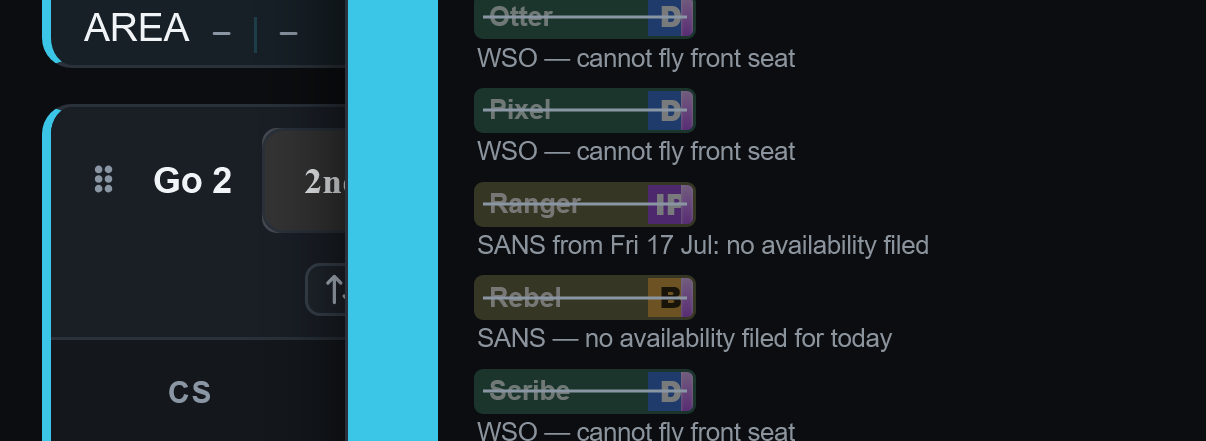 AREA – | –
Go 2
CS
Otter D
WSO — cannot fly front seat
Pixel D
WSO — cannot fly front seat
Ranger IP
SANS from Fri 17 Jul: no availability filed
Rebel B
SANS — no availability filed for today
Scribe D
WSO — cannot fly front seat